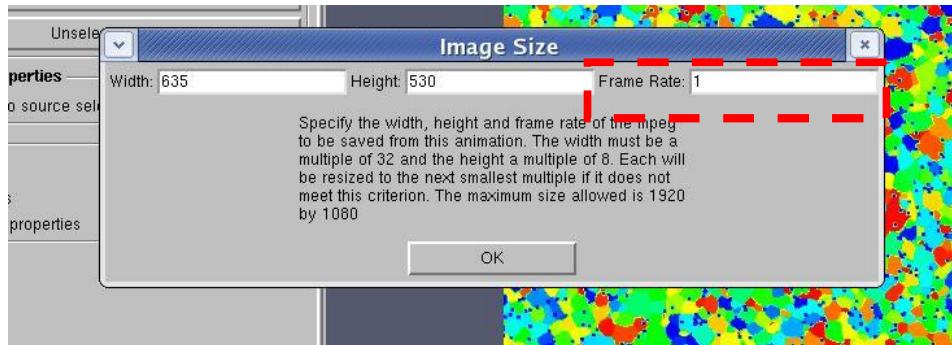 Unsele
Image Size
perties
Width: 635 Height: 530 Frame Rate: 1
o source sele
Specify the width, height and frame rate of the mpeg
to be saved from this animation. The width must be a
multiple of 32 and the height a multiple of 8. Each will
be resized to the next smallest multiple if it does not
meet this criterion. The maximum size allowed is 1920
by 1080
s
properties
OK